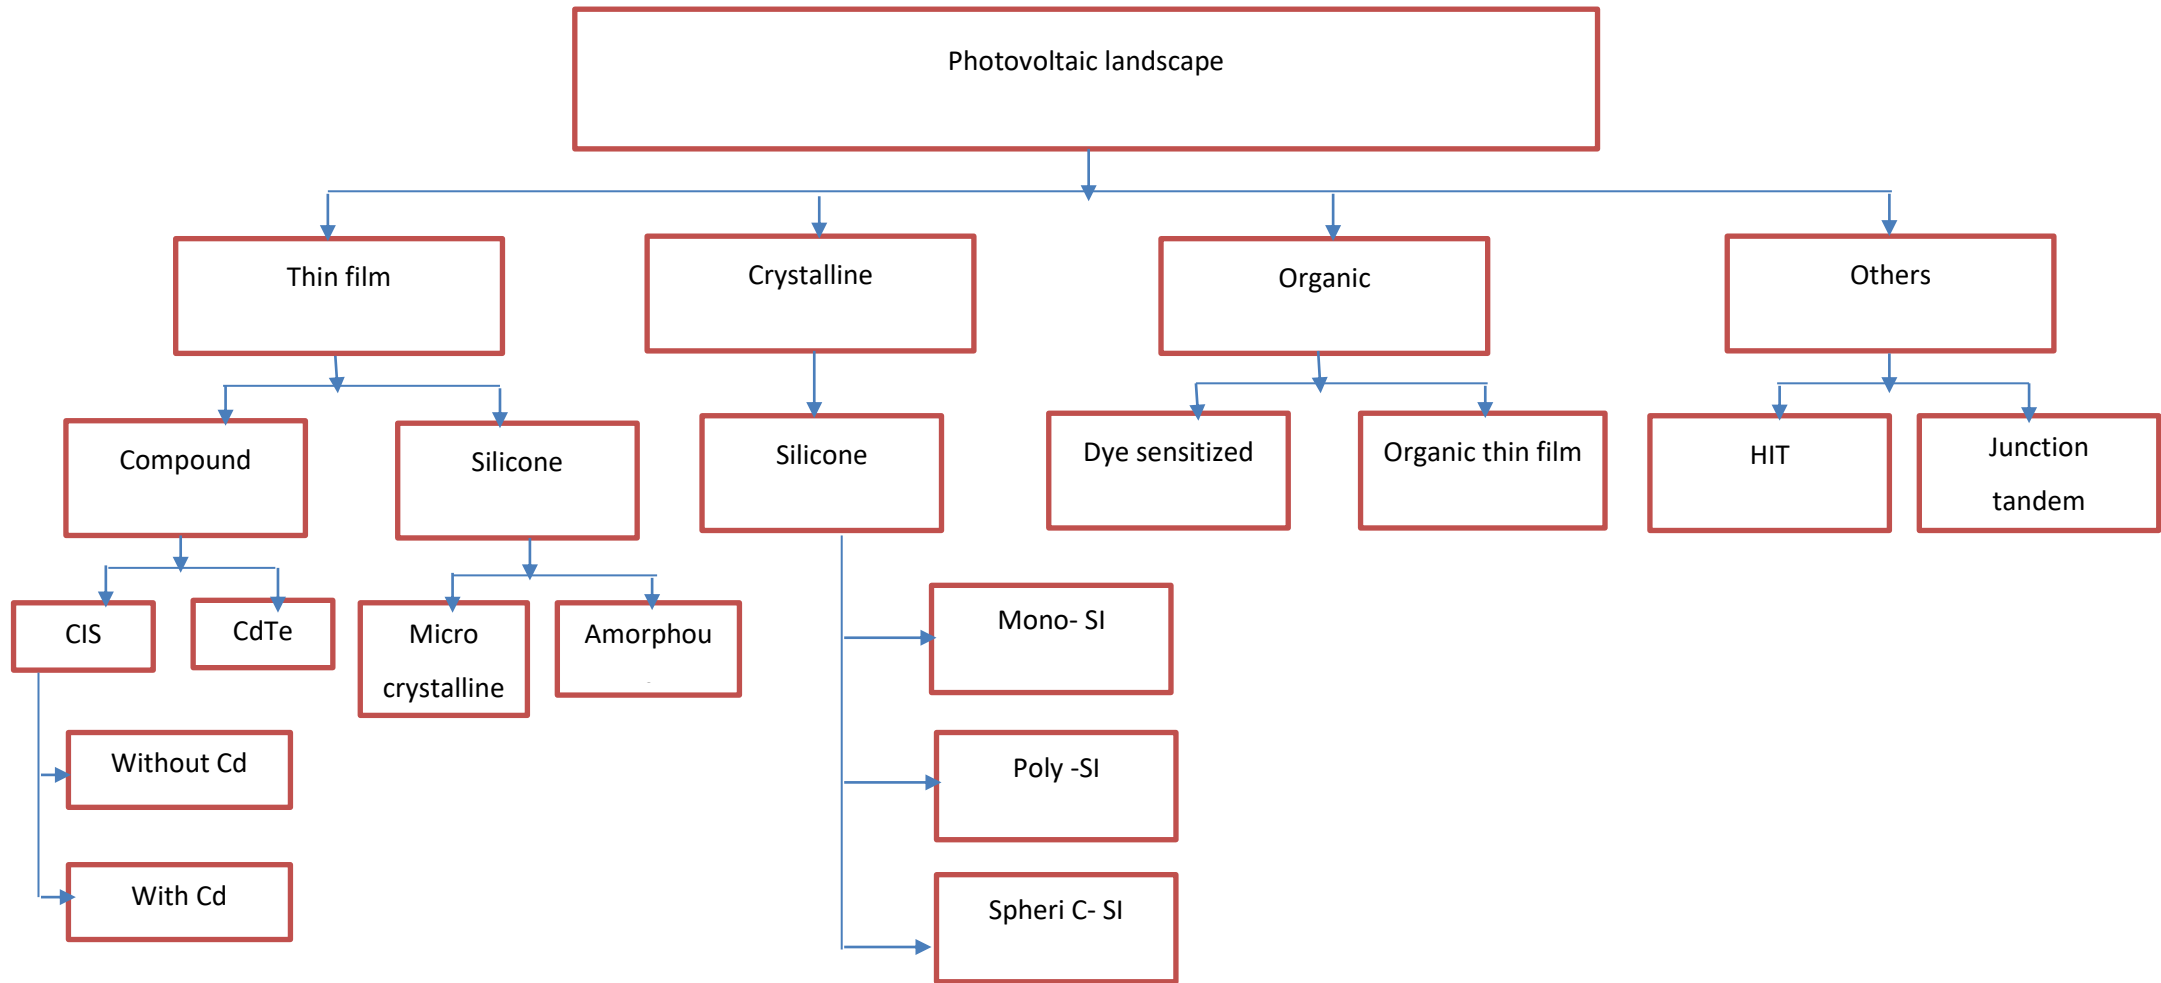 Photovoltaic landscape
Thin film
Crystalline
Organic
Others
Compound
Silicone
Silicone
Dye sensitized
Organic thin film
HIT
Junction
tandem
CIS
CdTe
Micro
crystalline
Amorphou
Mono- SI
Without Cd
Poly -SI
With Cd
Spheri C- SI